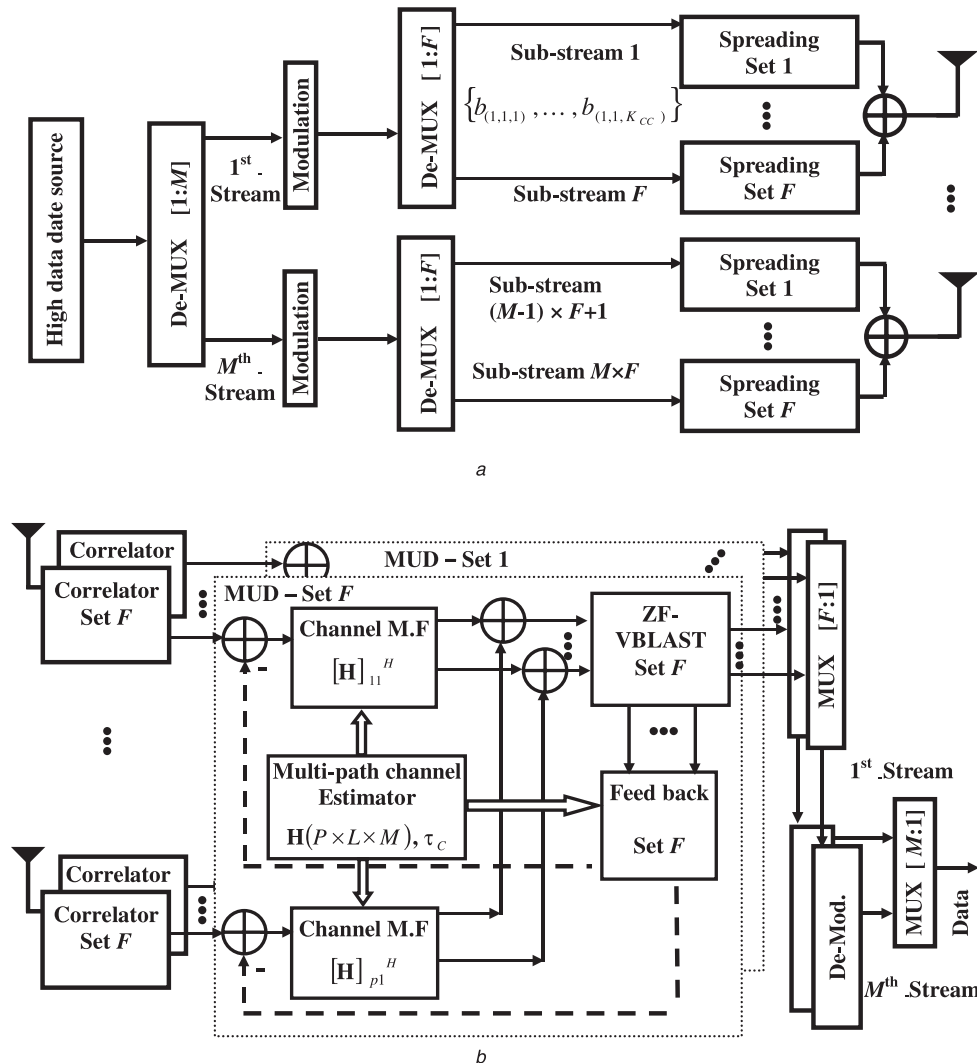 High data date source
De-MUX [1:M]
1st-
Stream
Mth-
Stream
Modulation
Modulation
De-MUX [1:F]
Sub-stream 1
{b(1,1,1) , … , b(1,1,KCC )}
Sub-stream F
Spreading
Set 1
Spreading
Set F
De-MUX [1:F]
Sub-stream
(M-1) × F+1
Sub-stream M×F
Spreading
Set 1
Spreading
Set F
a
Correlator
Correlator
Set F
MUD – Set 1
MUD – Set F
-
Channel M.F
[H] 11 H
ZF-
VBLAST
Set F
Multi-path channel
Estimator
H(P × L × M), τC
Feed back
Set F
Correlator
Correlator
Set F
-
Channel M.F
[H] p1 H
MUX [F:1]
1st-Stream
De-Mod.
Mth-Stream
MUX [ M:1]
Data
b